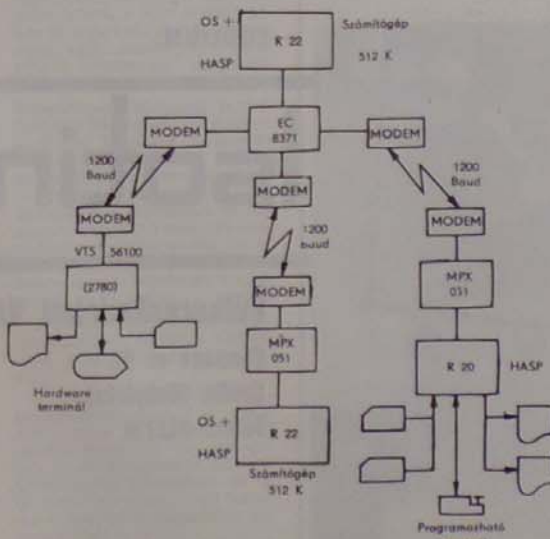 OS +
HASP
R 22
Számítógép
512 K
EC
8371
MODEM
MODEM
MODEM
1200
Baud
1200
baud
1200
Baud
MODEM
VTS 56100
(2780)
Hardware
terminál
MODEM
MPX
051
OS +
HASP
R 22
Számítógép
512 K
MODEM
MPX
051
R 20
HASP
Programozható